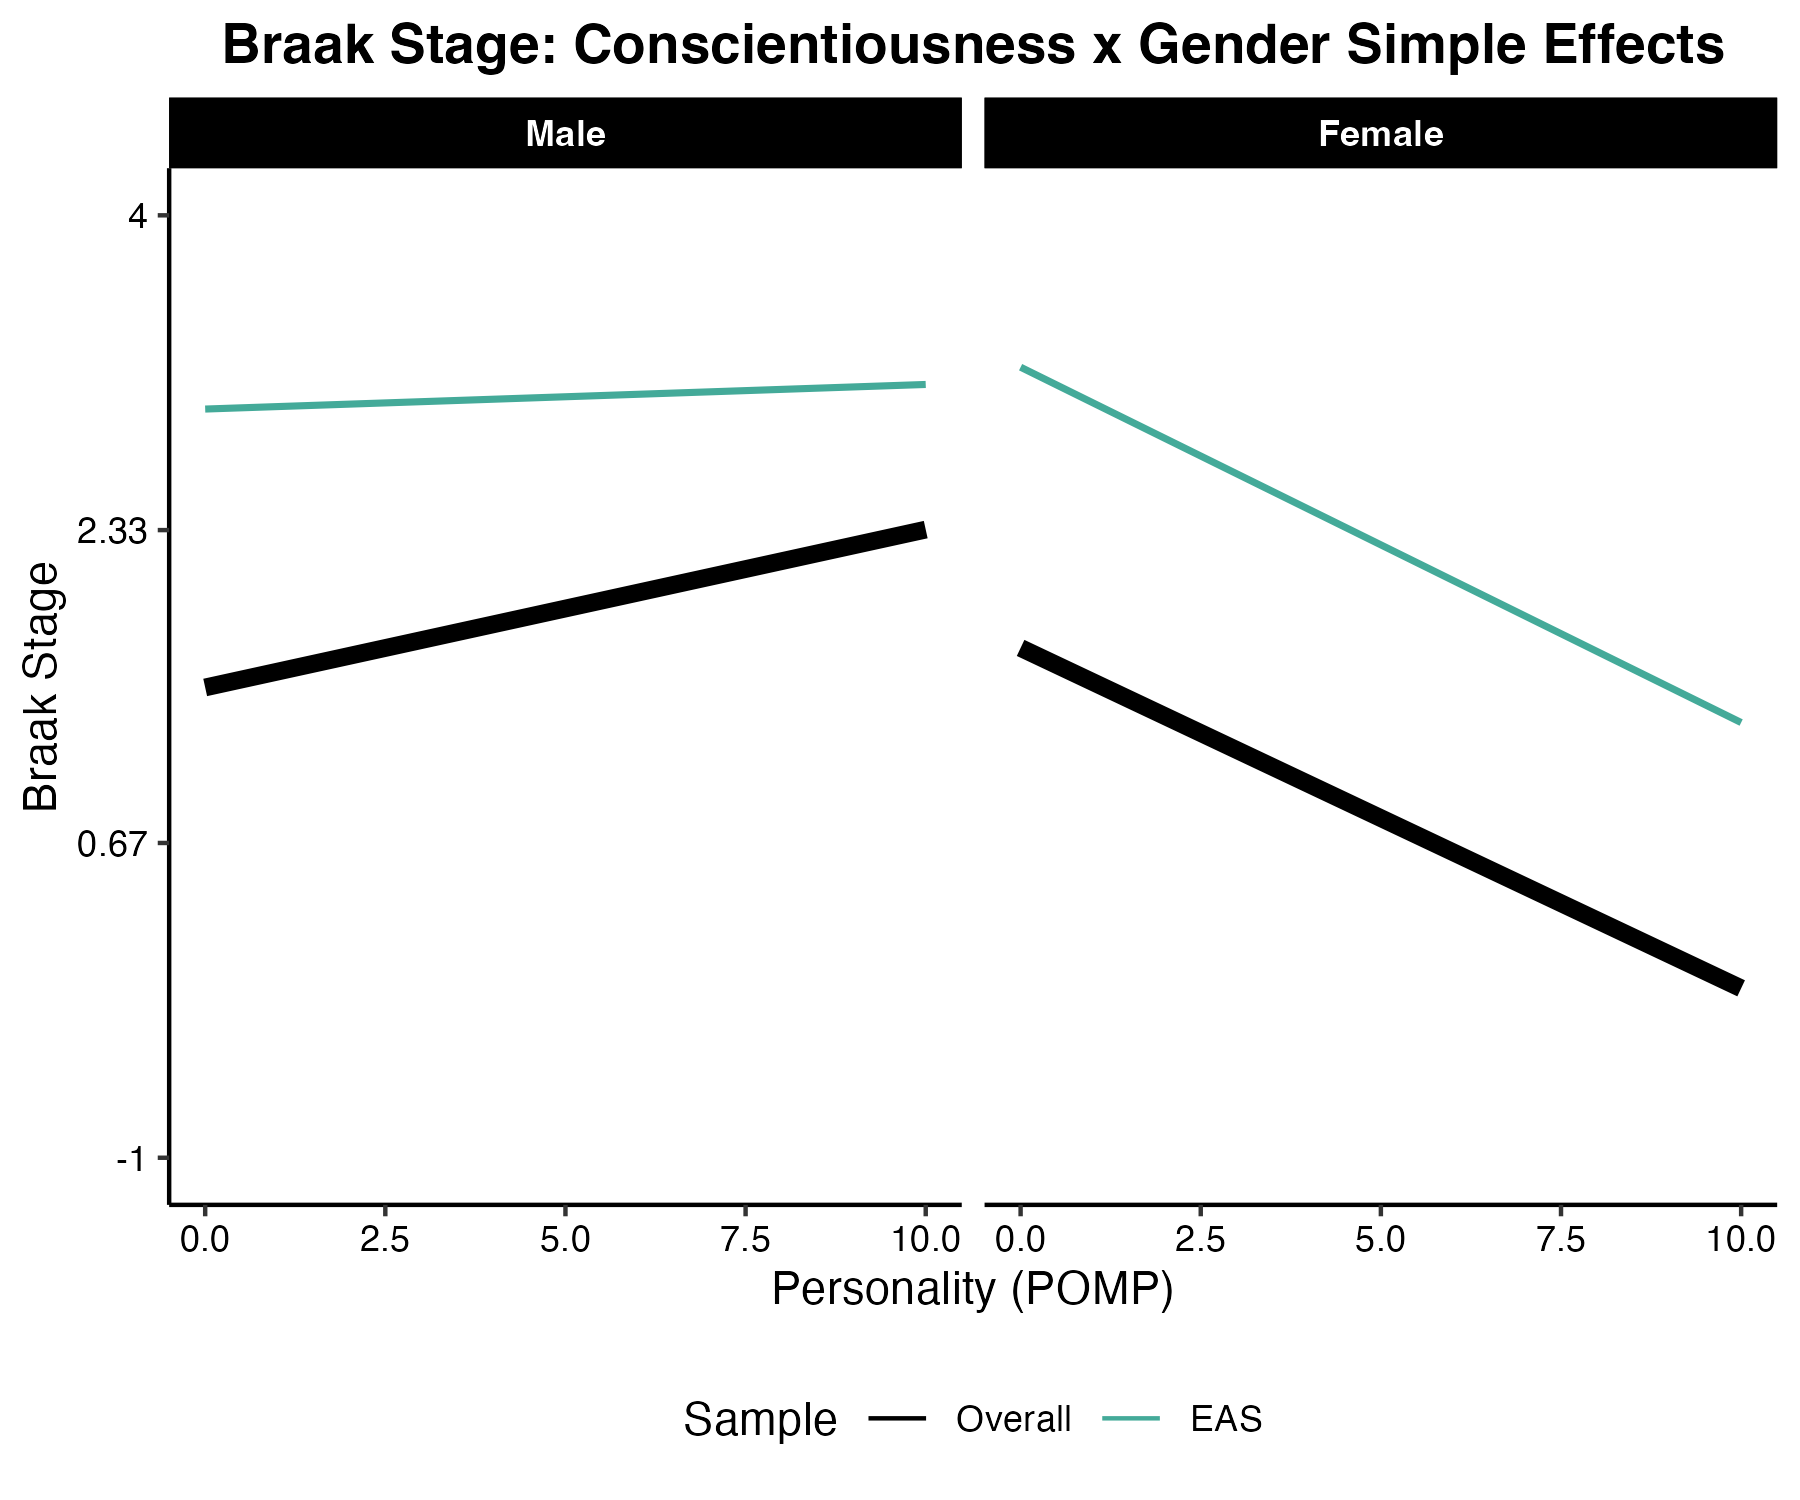 Braak Stage: Conscientiousness x Gender Simple Effects
Male Female
4
2.33
0.67
-1
Braak Stage
0.0 2.5 5.0 7.5 10.0 0.0 2.5 5.0 7.5 10.0
Personality (POMP)
Sample Overall EAS